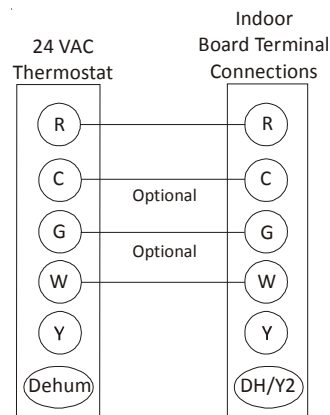 24 VAC
Thermostat
Indoor
Board Terminal
Connections
R
R
C
C
Optional
G
G
Optional
W
W
Y
Y
Dehum
DH/Y2